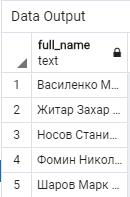 Data Output
full_name
text
1 Василенко М...
2 Житар Захар ...
3 Носов Стани...
4 Фомин Никол...
5 Шаров Марк ...